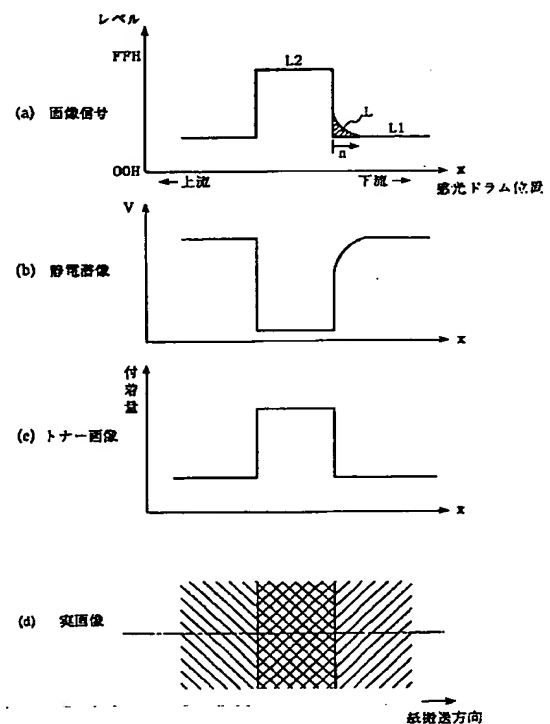 レベル
FFH
L2
L
(a) 画像信号
L1
n
00H
x
←上流
下流→
感光ドラム位置
V
(b) 静電潜像
x
付着量
(c) トナー画像
x
(d) 実画像
紙搬送方向